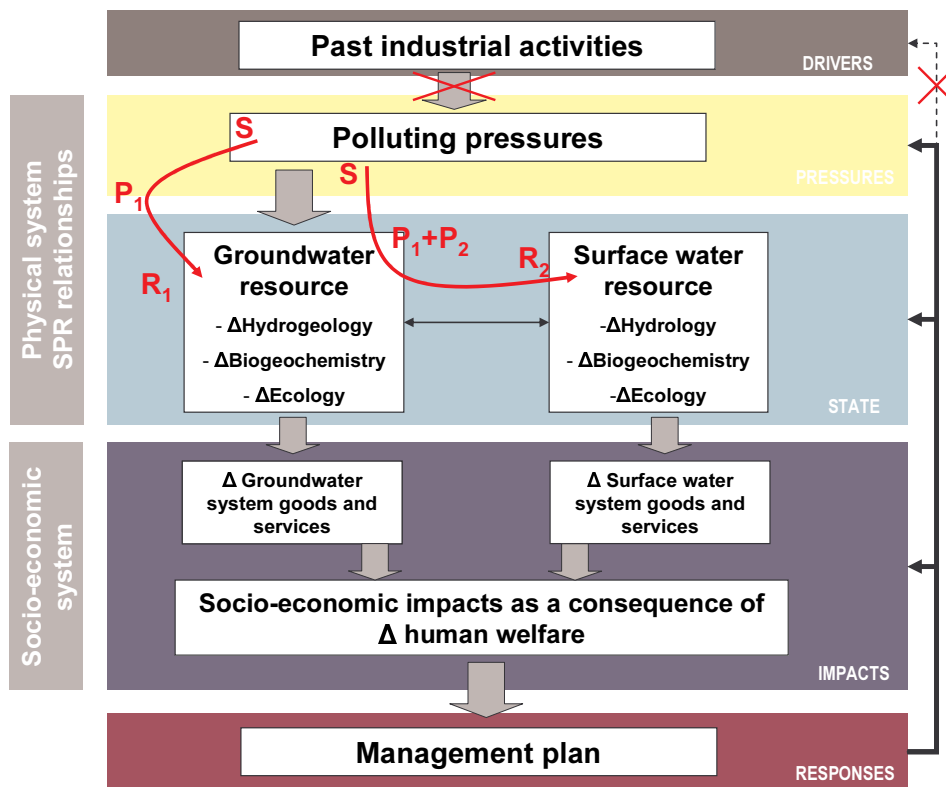 Past industrial activities
DRIVERS
Physical system
SPR relationships
S
Polluting pressures
S
PRESSURES
P1
P1+P2
R1
Groundwater
resource
- ΔHydrogeology
- ΔBiogeochemistry
- ΔEcology
R2
Surface water
resource
-ΔHydrology
- ΔBiogeochemistry
-ΔEcology
STATE
Socio-economic
system
Δ Groundwater
system goods and
services
Δ Surface water
system goods and
services
Socio-economic impacts as a consequence of
Δ human welfare
IMPACTS
Management plan
RESPONSES